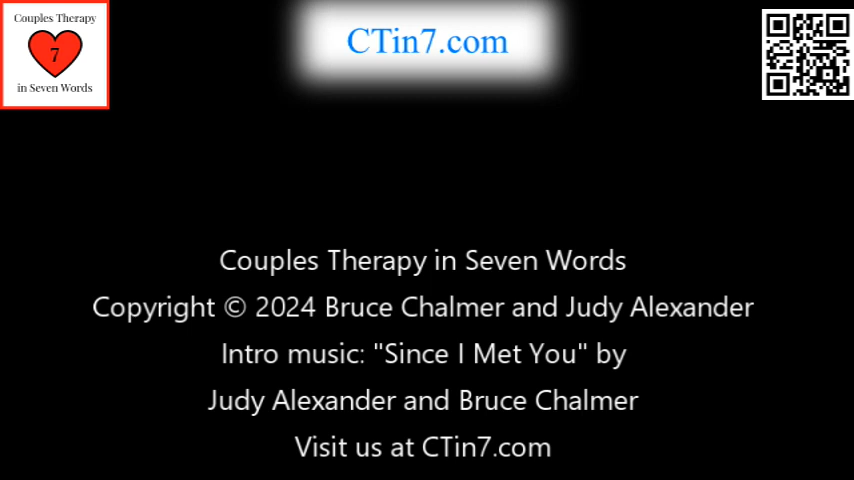 Couples Therapy
7
in Seven Words
CTin7.com
Couples Therapy in Seven Words
Copyright © 2024 Bruce Chalmer and Judy Alexander
Intro music: "Since I Met You" by
Judy Alexander and Bruce Chalmer
Visit us at CTin7.com